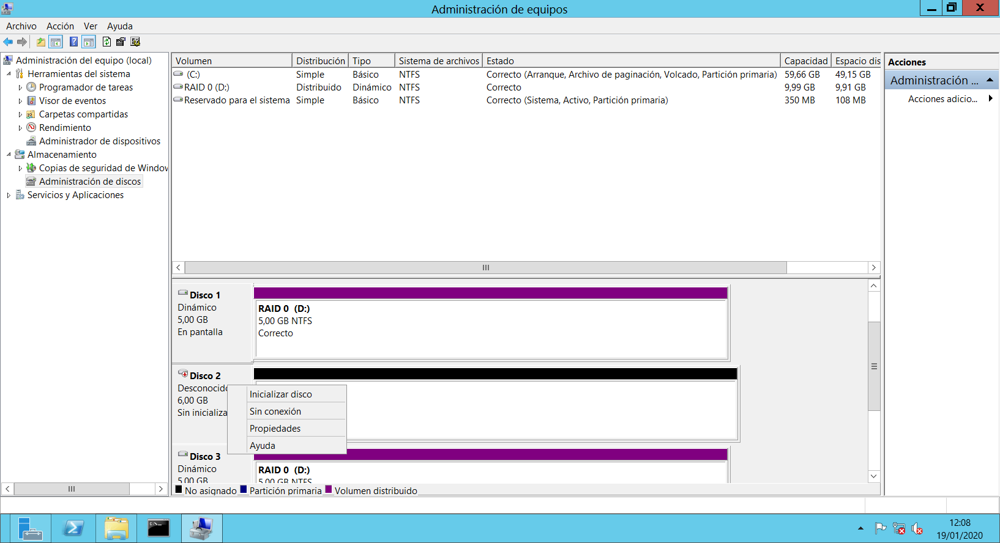 Administración de equipos
Archivo Acción Ver Ayuda
Administración del equipo (local)
Herramientas del sistema
Programador de tareas
Visor de eventos
Carpetas compartidas
Rendimiento
Administrador de dispositivos
Almacenamiento
Copias de seguridad de Window
Administración de discos
Servicios y Aplicaciones
Volumen Distribución Tipo Sistema de archivos Estado Capacidad Espacio dis
(C:) Simple Básico NTFS Correcto (Arranque, Archivo de paginación, Volcado, Partición primaria) 59,66 GB 49,15 GB
RAID 0 (D:) Distribuido Dinámico NTFS Correcto 9,99 GB 9,91 GB
Reservado para el sistema Simple Básico NTFS Correcto (Sistema, Activo, Partición primaria) 350 MB 108 MB
Acciones
Administración ...
Acciones adicio...
Disco 1
Dinámico
5,00 GB
En pantalla
RAID 0 (D:)
5,00 GB NTFS
Correcto
Disco 2
Desconocido
6,00 GB
Sin inicializa
Inicializar disco
Sin conexión
Propiedades
Ayuda
Disco 3
Dinámico
5,00 GB
RAID 0 (D:)
5,00 GB NTFS
No asignado Partición primaria Volumen distribuido
12:08
19/01/2020